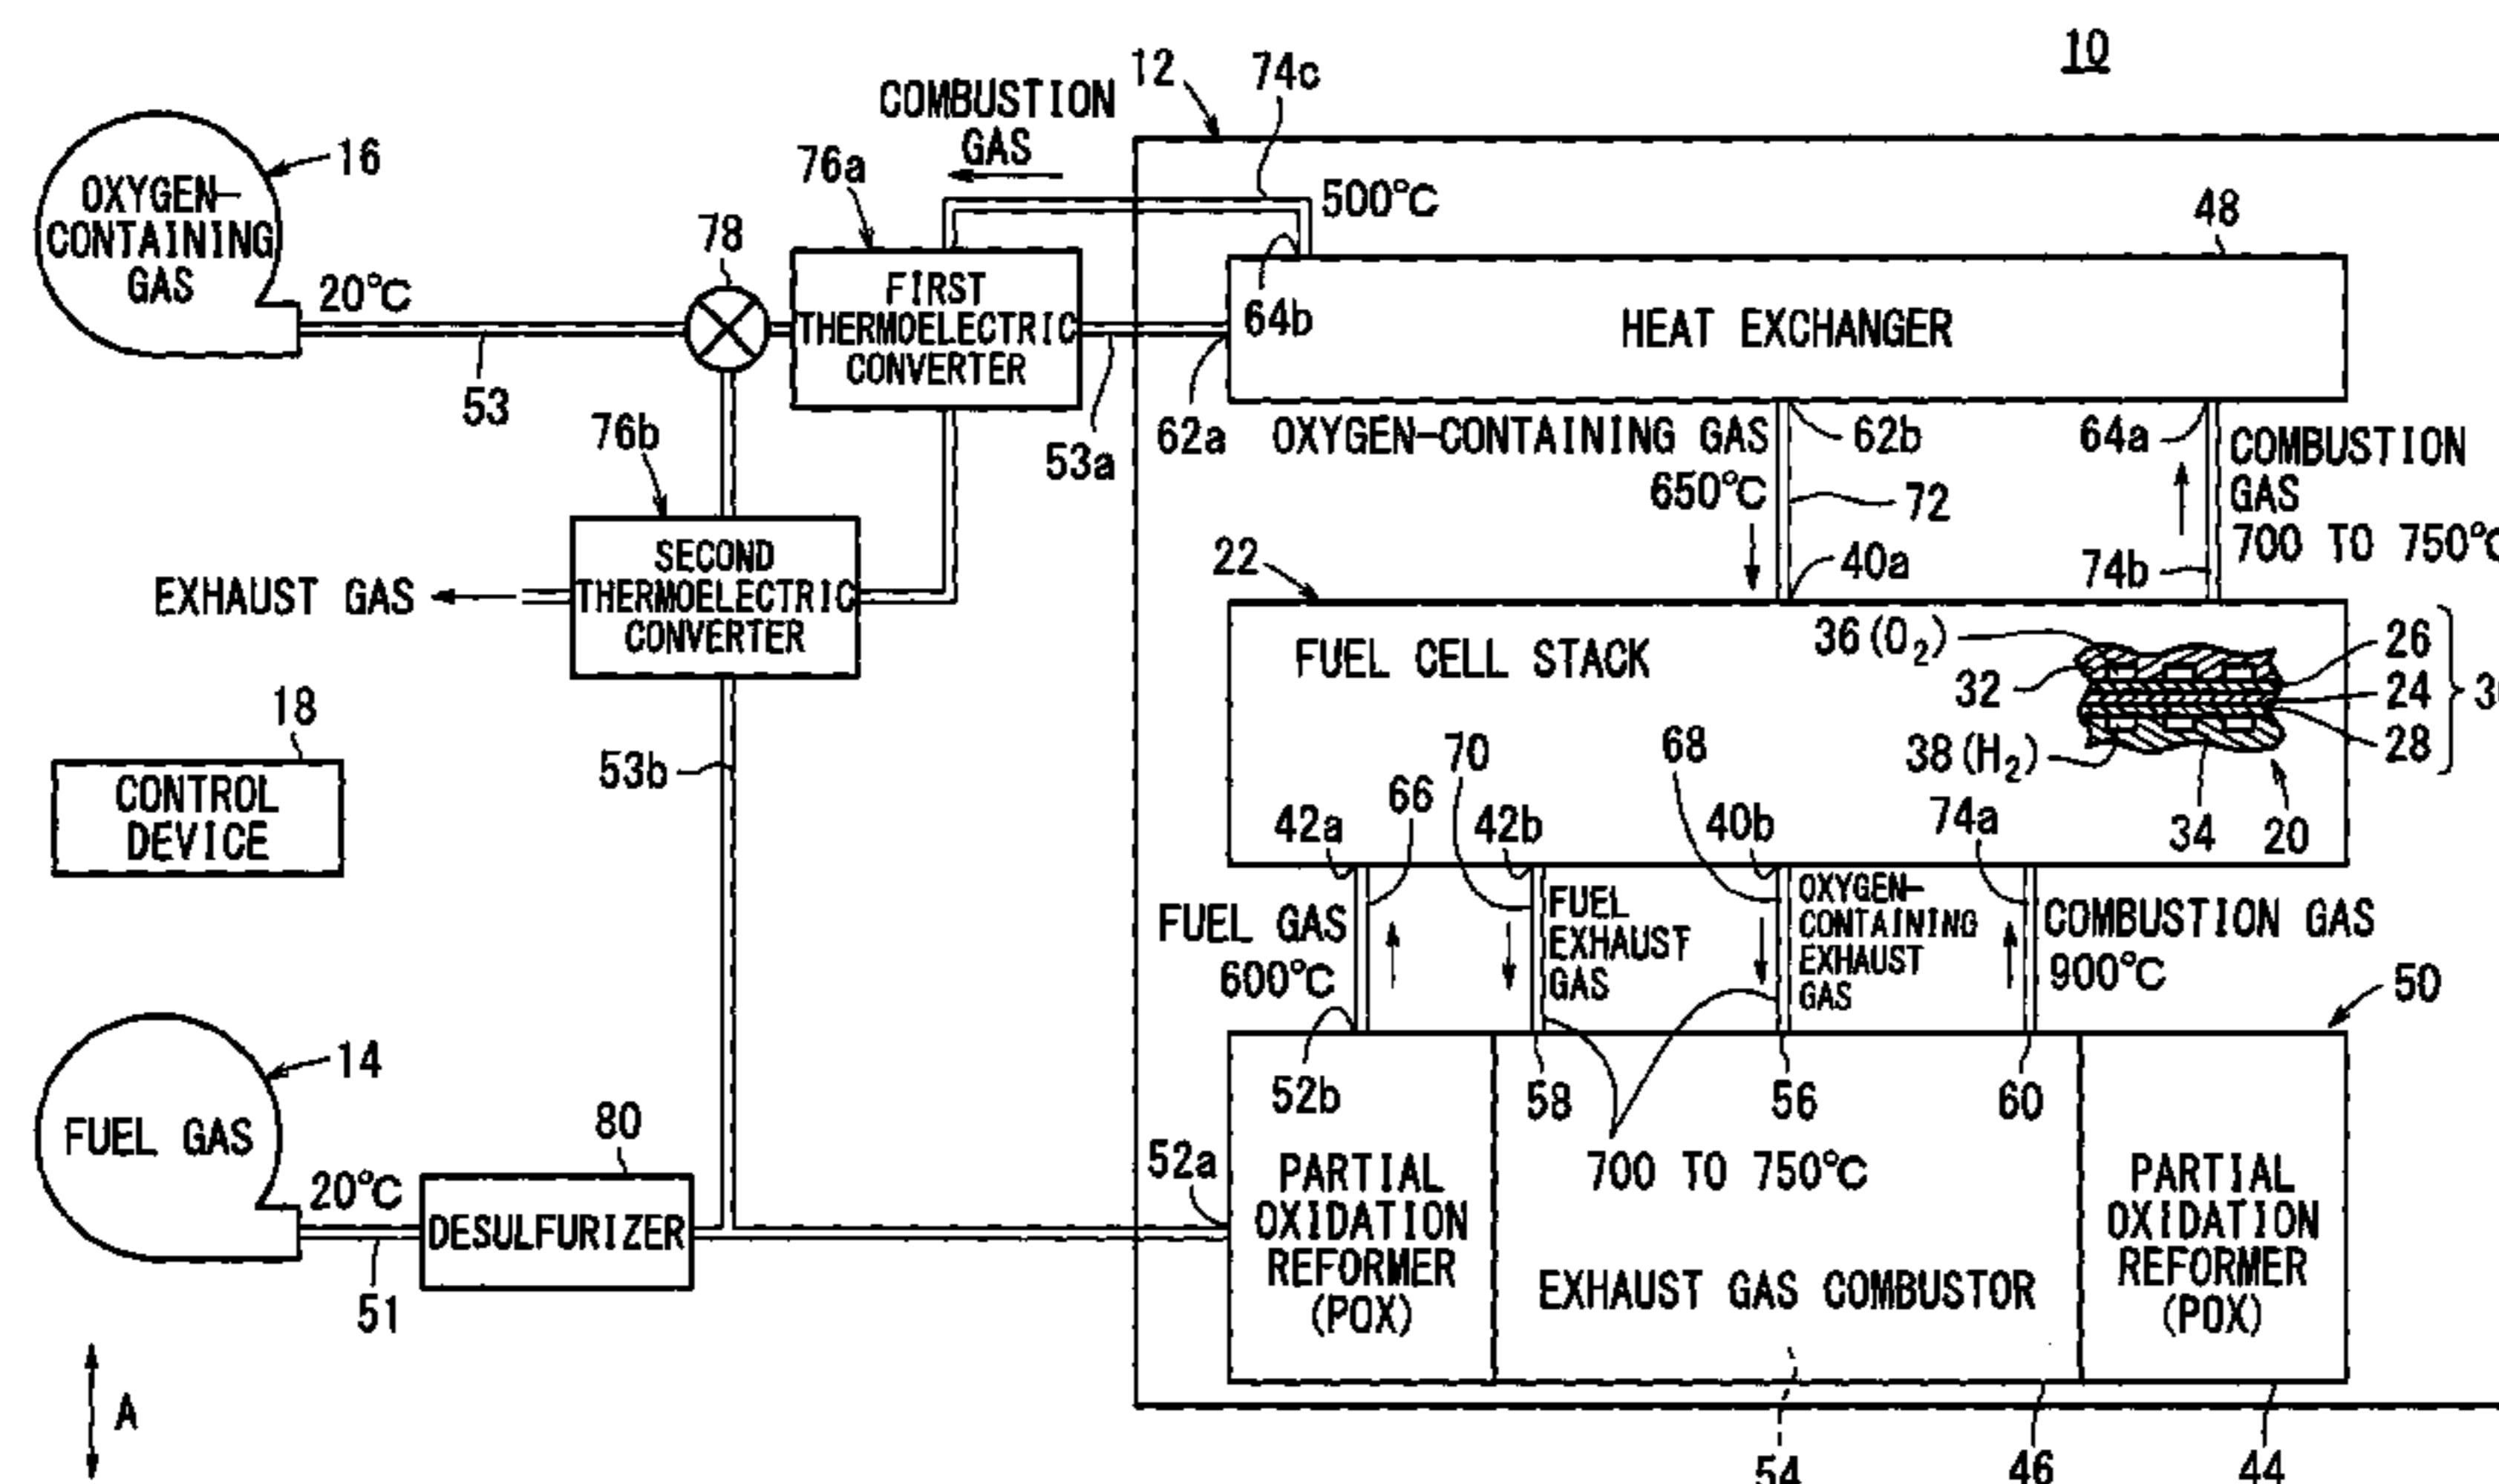 10
12
74c
COMBUSTION
GAS
16
76a
500°C
48
OXYGEN-
CONTAINING
GAS
78
20°C
FIRST
THERMOELECTRIC
CONVERTER
64b
HEAT EXCHANGER
53
76b
53a
62a
OXYGEN-CONTAINING GAS
650°C
62b
64a
COMBUSTION
GAS
700 TO 750°C
72
22
40a
74b
SECOND
THERMOELECTRIC
CONVERTER
EXHAUST GAS
FUEL CELL STACK
36(O2)
26
32
24
28
38(H2)
34
20
18
CONTROL
DEVICE
53b
42a
66
70
42b
68
40b
74a
FUEL GAS
600°C
FUEL
EXHAUST
GAS
OXYGEN-
CONTAINING
EXHAUST
GAS
COMBUSTION GAS
900°C
50
14
FUEL GAS
80
20°C
DESULFURIZER
51
52a
52b
58
56
60
PARTIAL
OXIDATION
REFORMER
(POX)
700 TO 750°C
EXHAUST GAS COMBUSTOR
PARTIAL
OXIDATION
REFORMER
(POX)
A
54
46
44